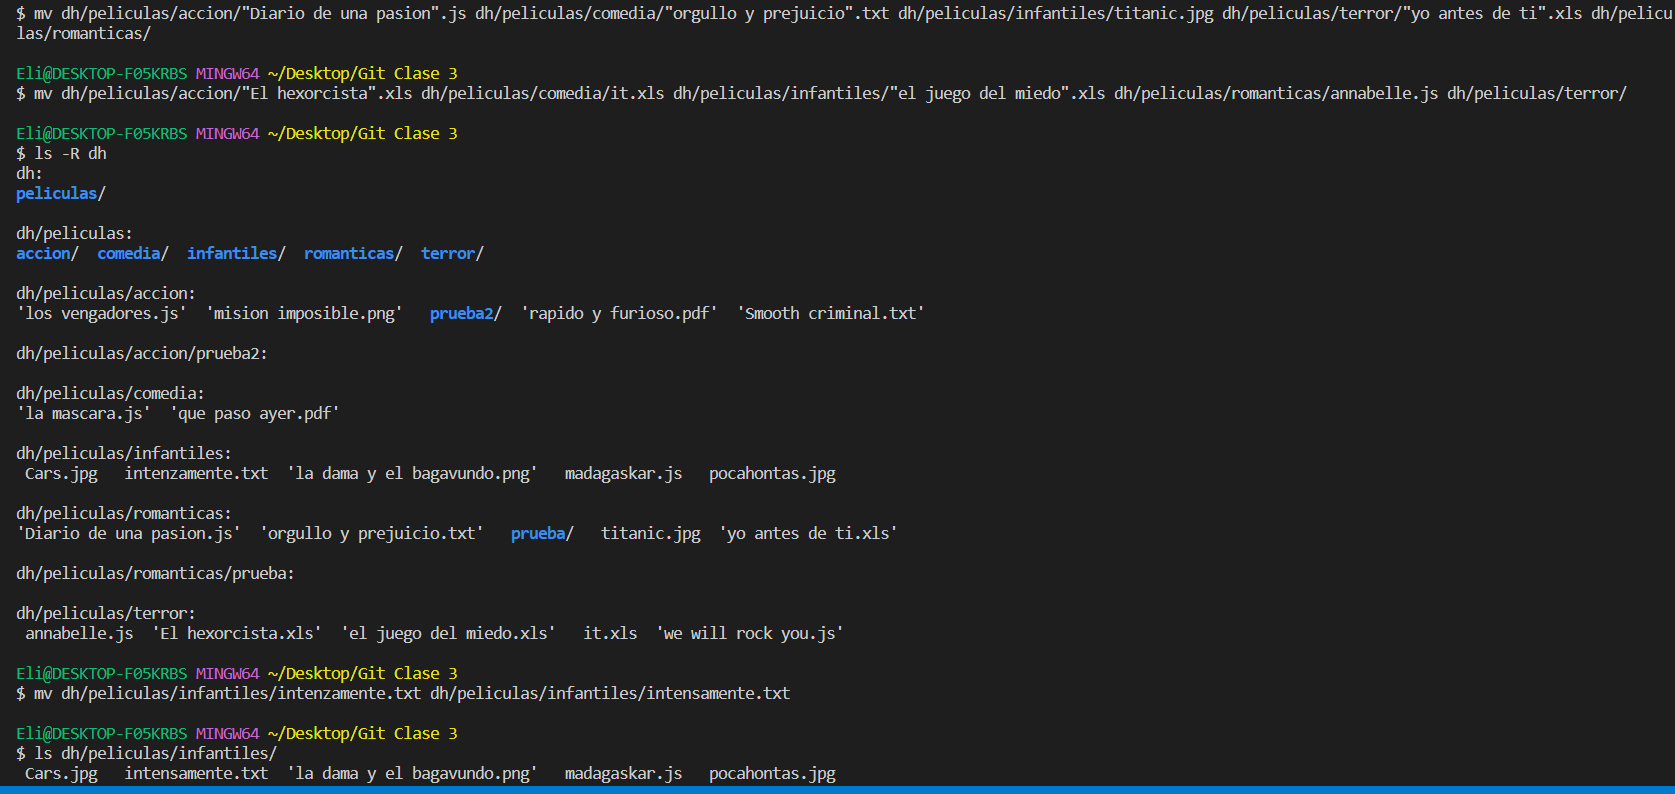 $ mv dh/peliculas/accion/"Diario de una pasion".js dh/peliculas/comedia/"orgullo y prejuicio".txt dh/peliculas/infantiles/titanic.jpg dh/peliculas/terror/"yo antes de ti".xls dh/pelicu
las/romanticas/
Eli@DESKTOP-F05KRBS MINGW64 ~/Desktop/Git Clase 3
$ mv dh/peliculas/accion/"El hexorcista".xls dh/peliculas/comedia/it.xls dh/peliculas/infantiles/"el juego del miedo".xls dh/peliculas/romanticas/annabelle.js dh/peliculas/terror/
Eli@DESKTOP-F05KRBS MINGW64 ~/Desktop/Git Clase 3
$ ls -R dh
dh:
peliculas/
dh/peliculas:
accion/  comedia/  infantiles/  romanticas/  terror/
dh/peliculas/accion:
'los vengadores.js'  'mision imposible.png'   prueba2/  'rapido y furioso.pdf'  'Smooth criminal.txt'
dh/peliculas/accion/prueba2:
dh/peliculas/comedia:
'la mascara.js'  'que paso ayer.pdf'
dh/peliculas/infantiles:
Cars.jpg   intenzamente.txt  'la dama y el bagavundo.png'   madagaskar.js   pocahontas.jpg
dh/peliculas/romanticas:
'Diario de una pasion.js'  'orgullo y prejuicio.txt'   prueba/   titanic.jpg  'yo antes de ti.xls'
dh/peliculas/romanticas/prueba:
dh/peliculas/terror:
annabelle.js  'El hexorcista.xls'  'el juego del miedo.xls'   it.xls  'we will rock you.js'
Eli@DESKTOP-F05KRBS MINGW64 ~/Desktop/Git Clase 3
$ mv dh/peliculas/infantiles/intenzamente.txt dh/peliculas/infantiles/intensamente.txt
Eli@DESKTOP-F05KRBS MINGW64 ~/Desktop/Git Clase 3
$ ls dh/peliculas/infantiles/
Cars.jpg   intensamente.txt  'la dama y el bagavundo.png'   madagaskar.js   pocahontas.jpg